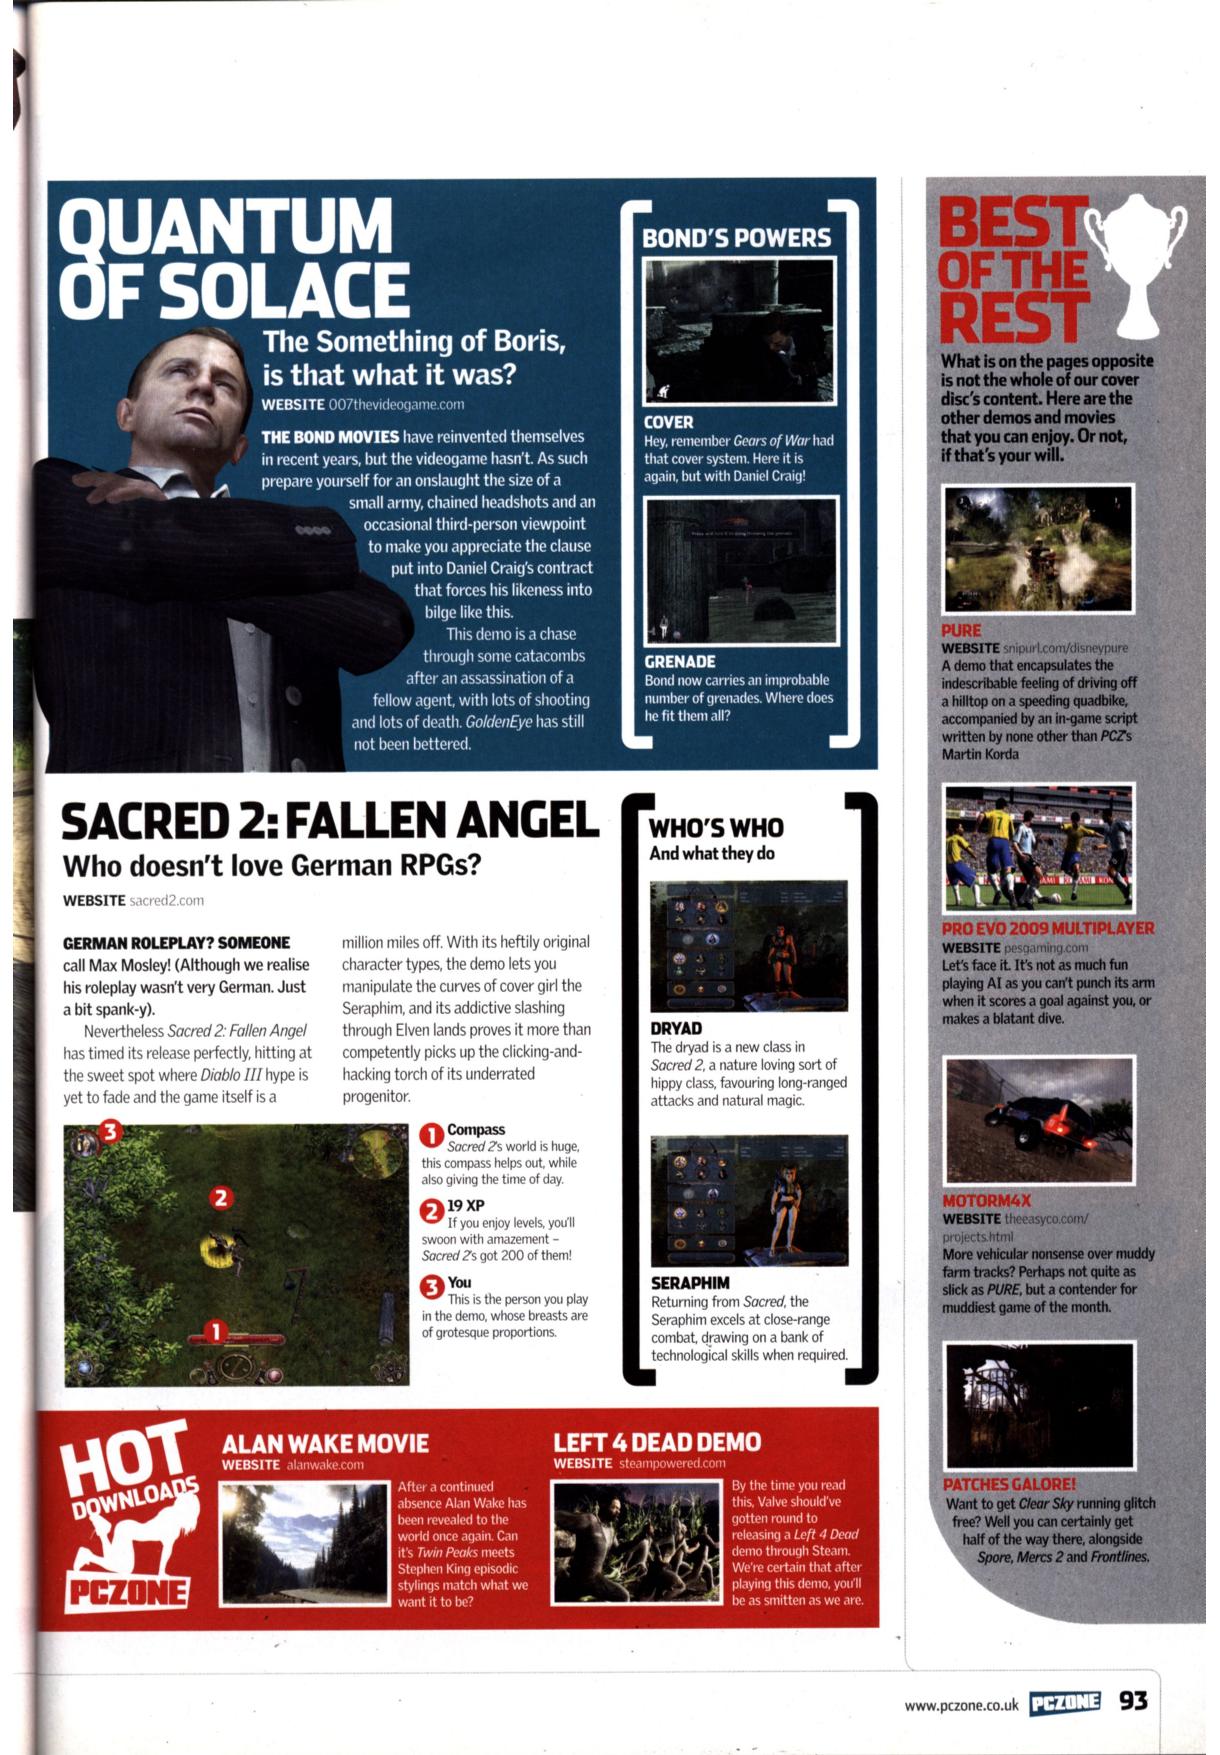 QUANTUM
OF SOLACE
The Something of Boris,
is that what it was?
WEBSITE 007thevideogame.com
THE BOND MOVIES have reinvented themselves
in recent years, but the videogame hasn't. As such
prepare yourself for an onslaught the size of a
small army, chained headshots and an
occasional third-person viewpoint
to make you appreciate the clause
put into Daniel Craig's contract
that forces his likeness into
bilge like this.
This demo is a chase
through some catacombs
after an assassination of a
fellow agent, with lots of shooting
and lots of death. GoldenEye has still
not been bettered.
BOND'S POWERS
COVER
Hey, remember Gears of War had
that cover system. Here it is
again, but with Daniel Craig!
GRENADE
Bond now carries an improbable
number of grenades. Where does
he fit them all?
SACRED 2: FALLEN ANGEL
Who doesn't love German RPGs?
WEBSITE sacred2.com
GERMAN ROLEPLAY? SOMEONE
call Max Mosley! (Although we realise
his roleplay wasn't very German. Just
a bit spank-y).
Nevertheless Sacred 2: Fallen Angel
has timed its release perfectly, hitting at
the sweet spot where Diablo III hype is
yet to fade and the game itself is a
million miles off. With its heftily original
character types, the demo lets you
manipulate the curves of cover girl the
Seraphim, and its addictive slashing
through Elven lands proves it more than
competently picks up the clicking-and-
hacking torch of its underrated
progenitor.
3
2
1
1 Compass
Sacred 2's world is huge,
this compass helps out, while
also giving the time of day.
2 19 XP
If you enjoy levels, you'll
swoon with amazement –
Sacred 2's got 200 of them!
3 You
This is the person you play
in the demo, whose breasts are
of grotesque proportions.
WHO'S WHO
And what they do
DRYAD
The dryad is a new class in
Sacred 2, a nature loving sort of
hippy class, favouring long-ranged
attacks and natural magic.
SERAPHIM
Returning from Sacred, the
Seraphim excels at close-range
combat, drawing on a bank of
technological skills when required.
HOT
DOWNLOADS
PCZONE
ALAN WAKE MOVIE
WEBSITE alanwake.com
After a continued
absence Alan Wake has
been revealed to the
world once again. Can
it's Twin Peaks meets
Stephen King episodic
stylings match what we
want it to be?
LEFT 4 DEAD DEMO
WEBSITE steampowered.com
By the time you read
this, Valve should've
gotten round to
releasing a Left 4 Dead
demo through Steam.
We're certain that after
playing this demo, you'll
be as smitten as we are.
BEST
OF THE
REST
What is on the pages opposite
is not the whole of our cover
disc's content. Here are the
other demos and movies
that you can enjoy. Or not,
if that's your will.
PURE
WEBSITE snipurl.com/disneypure
A demo that encapsulates the
indescribable feeling of driving off
a hilltop on a speeding quadbike,
accompanied by an in-game script
written by none other than PCZ's
Martin Korda
PRO EVO 2009 MULTIPLAYER
WEBSITE pesgaming.com
Let's face it. It's not as much fun
playing AI as you can't punch its arm
when it scores a goal against you, or
makes a blatant dive.
MOTORM4X
WEBSITE theeasyco.com/
projects.html
More vehicular nonsense over muddy
farm tracks? Perhaps not quite as
slick as PURE, but a contender for
muddiest game of the month.
PATCHES GALORE!
Want to get Clear Sky running glitch
free? Well you can certainly get
half of the way there, alongside
Spore, Mercs 2 and Frontlines.
www.pczone.co.uk PCZONE 93